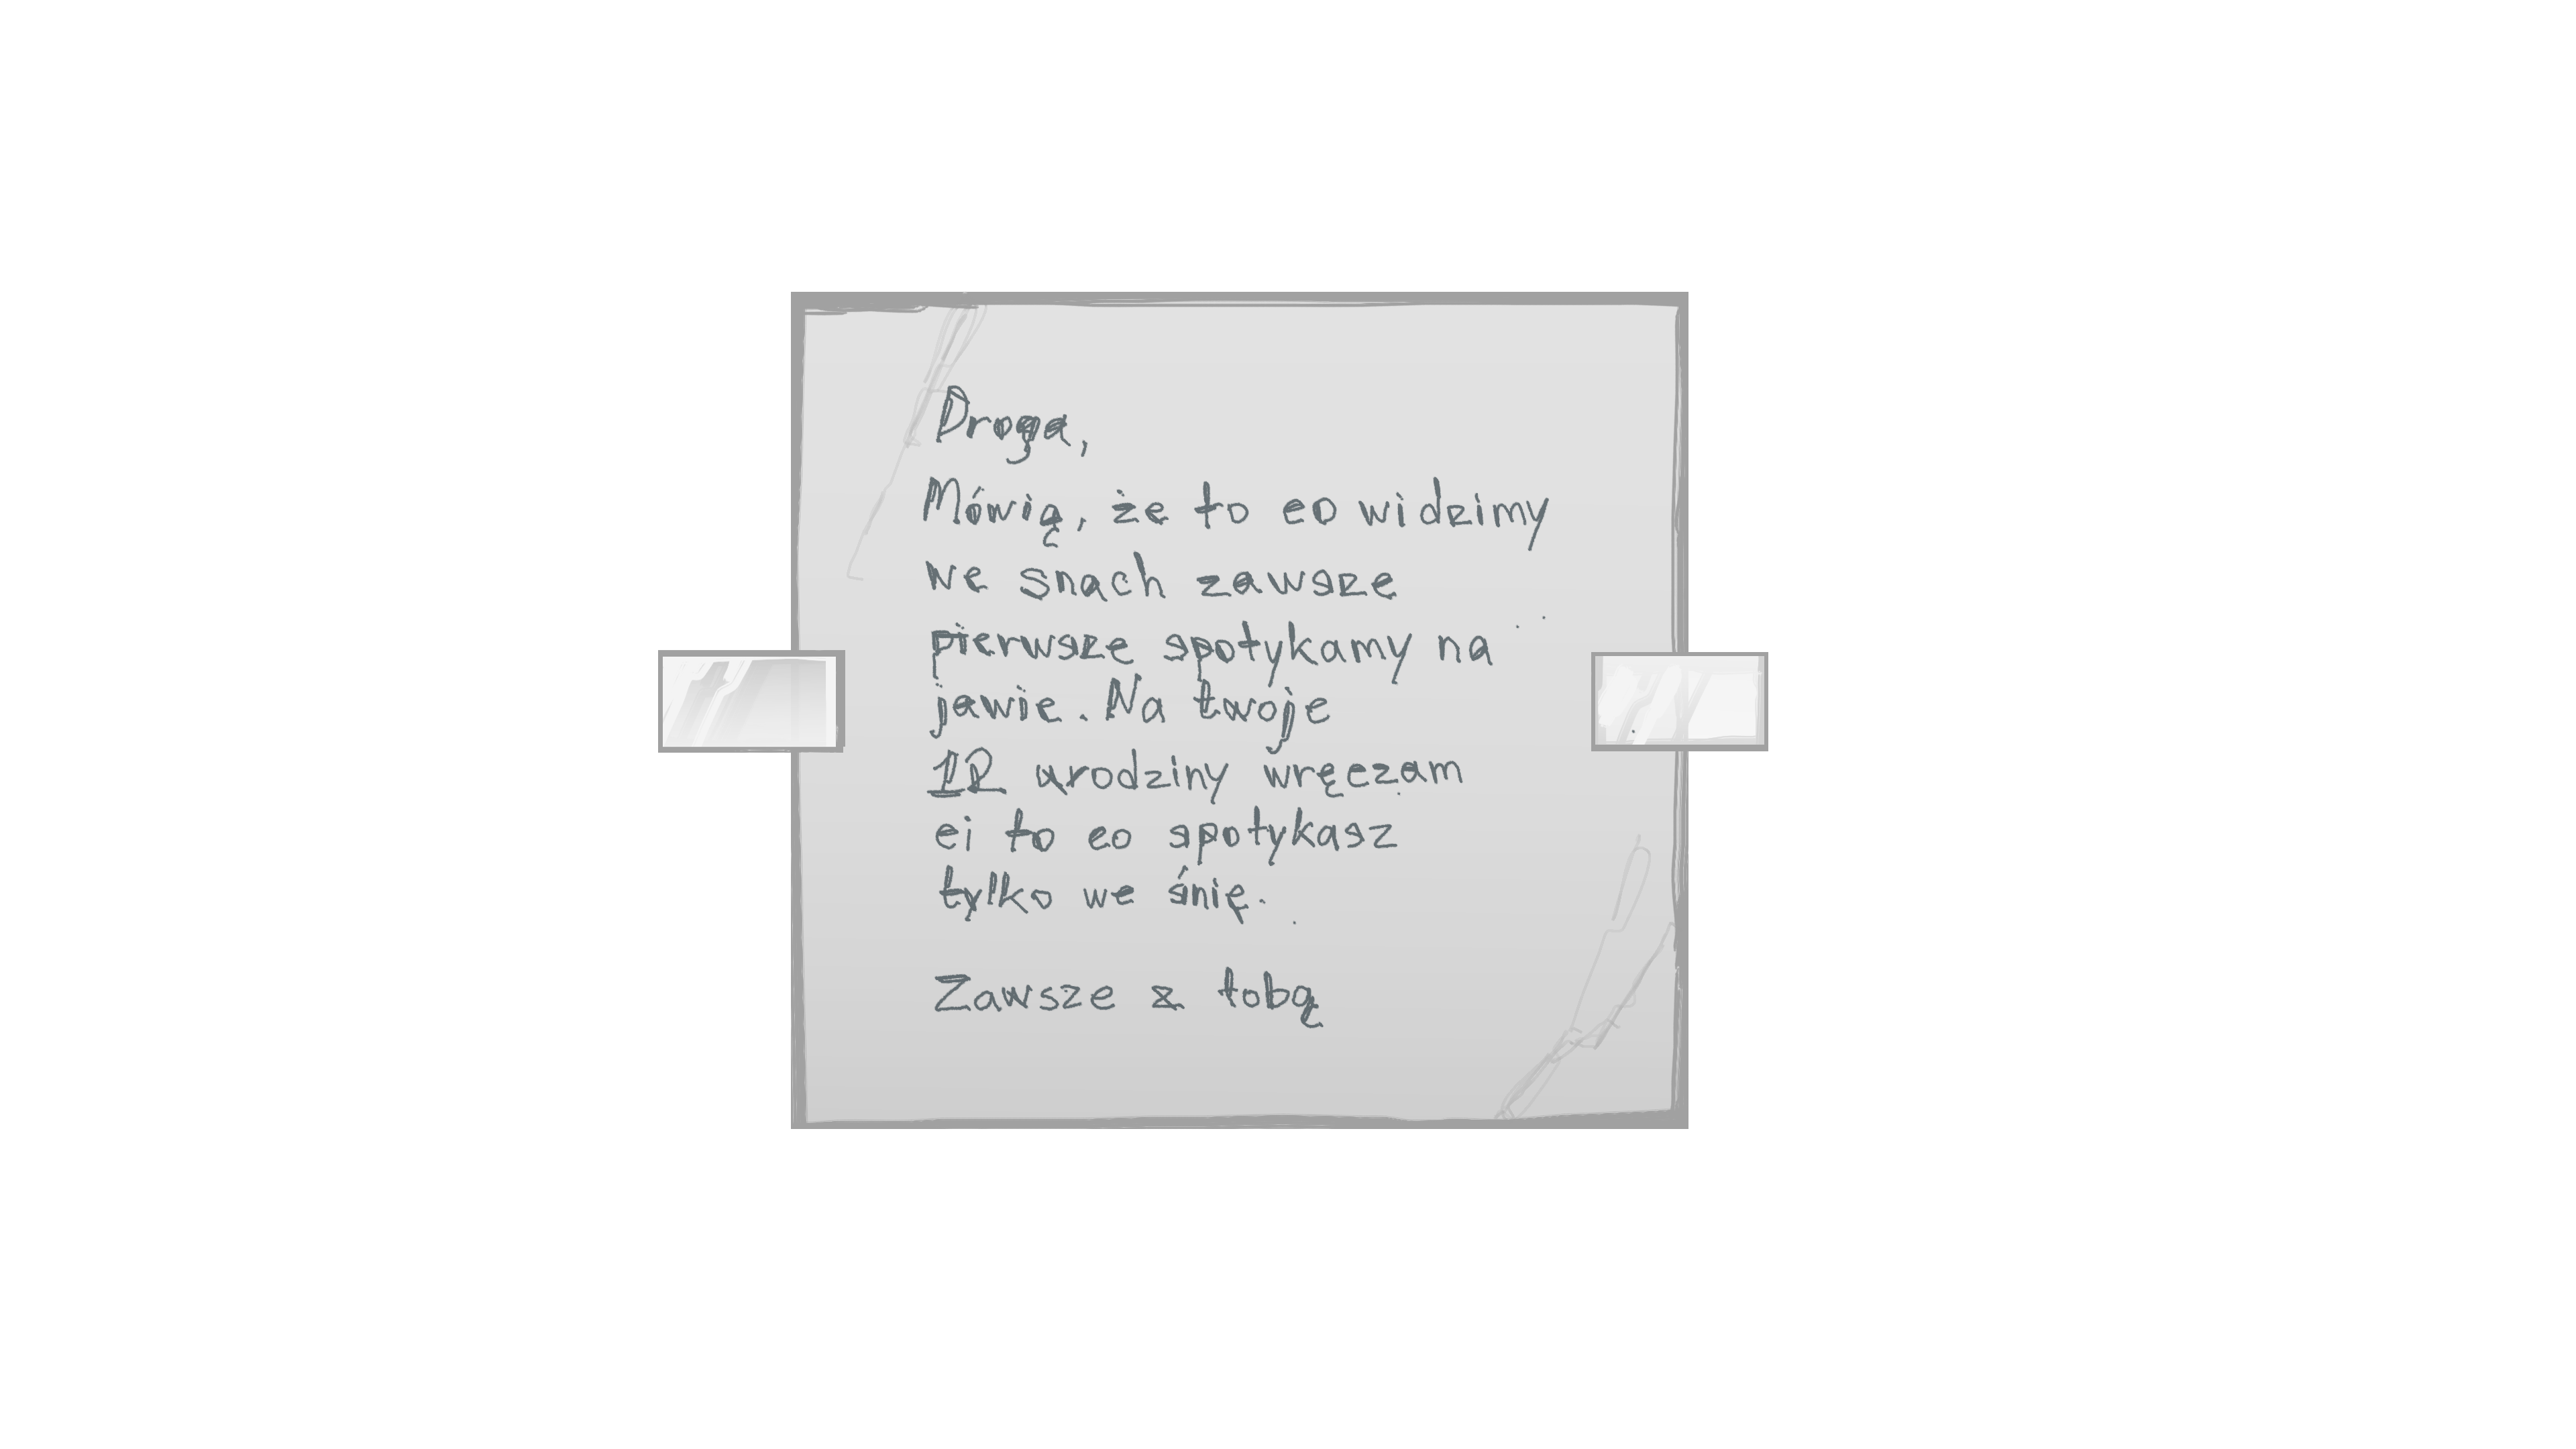 Droga,
Mówią, że to co widzimy
we snach zawsze
pierwsze spotykamy na
jawie. Na twoje
12 urodziny wręczam
ci to co spotykasz
tylko we śnię.
Zawsze z tobą